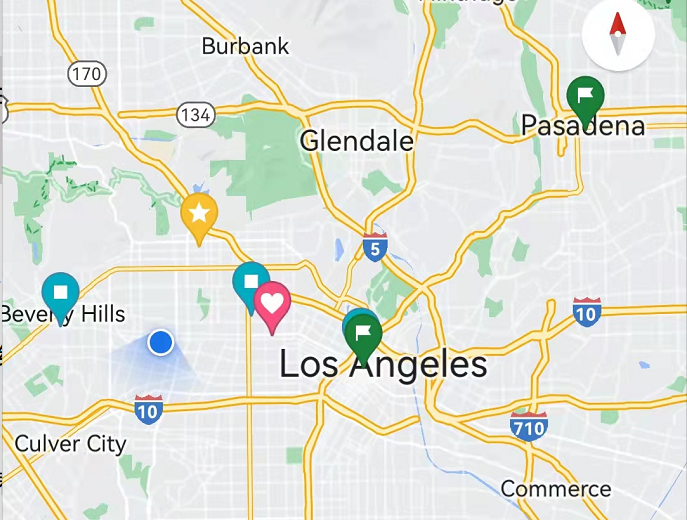 Burbank
170
134
Pasadena
Glendale
5
Beverly Hills
10
Los Angeles
10
710
Culver City
Commerce